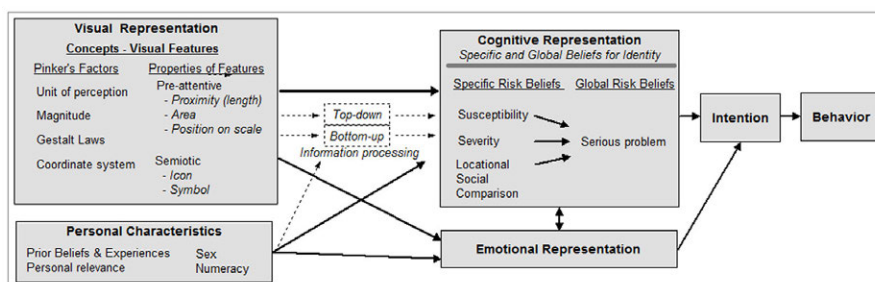 Visual Representation
Concepts - Visual Features
Pinker's Factors
Properties of Features
Unit of perception
Magnitude
Gestalt Laws
Coordinate system
Pre-attentive
- Proximity (length)
- Area
- Position on scale
Semiotic
- Icon
- Symbol
Personal Characteristics
Prior Beliefs & Experiences
Personal relevance
Sex
Numeracy
Top-down
Bottom-up
Information processing
Cognitive Representation
Specific and Global Beliefs for Identity
Specific Risk Beliefs
Global Risk Beliefs
Susceptibility
Severity
Locational
Social
Comparison
Serious problem
Emotional Representation
Intention
Behavior